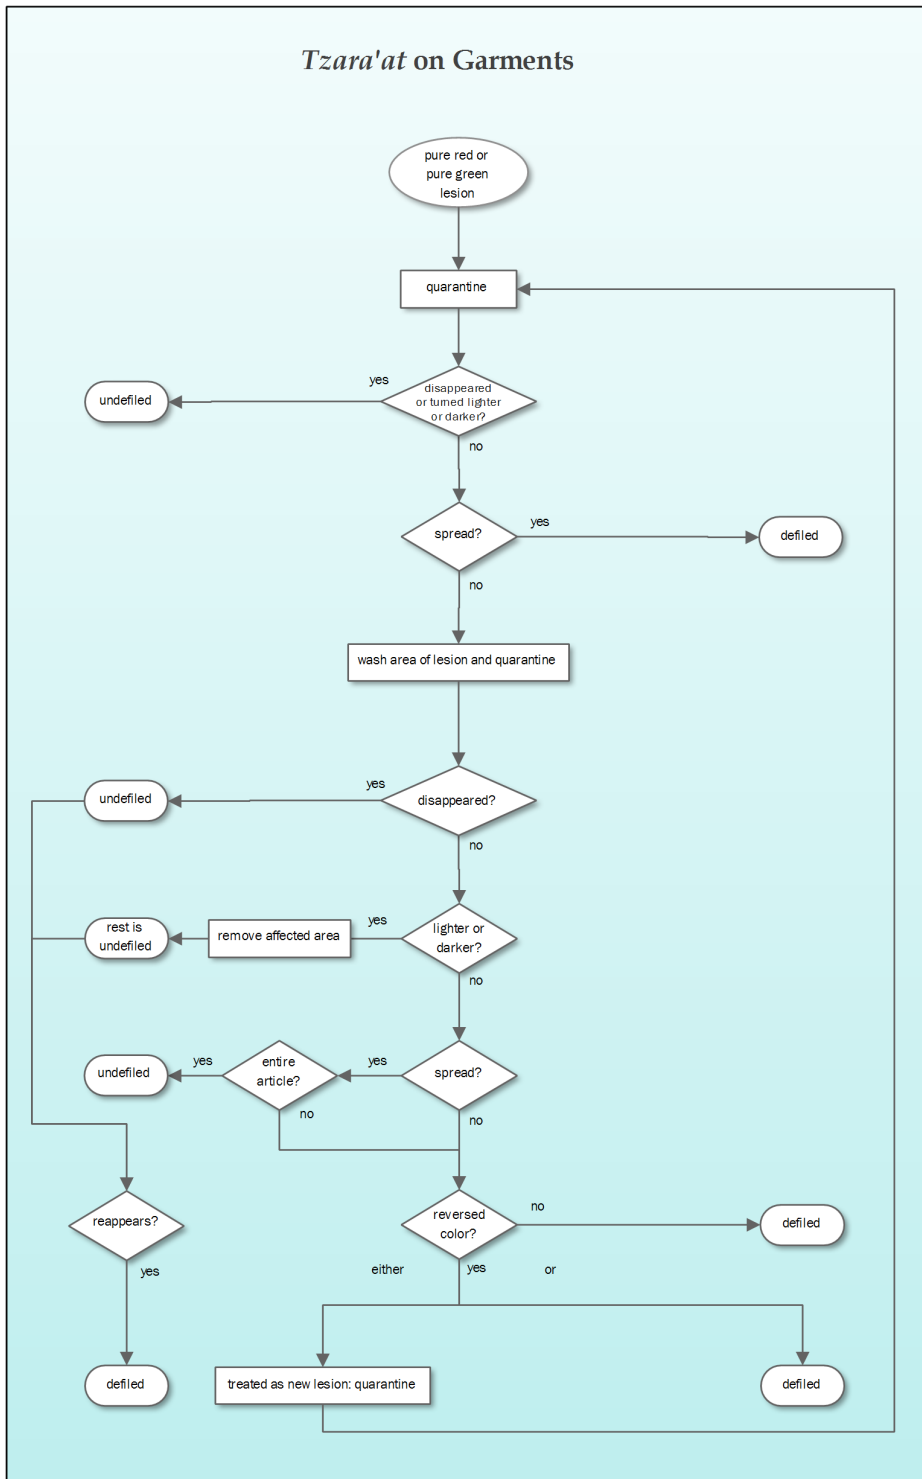 Tzara'at on Garments
pure red or
pure green
lesion
quarantine
yes
disappeared
or turned lighter
or darker?
undefiled
no
yes
spread?
defiled
no
wash area of lesion and quarantine
yes
undefiled
disappeared?
no
rest is
undefiled
remove affected area
yes
lighter or
darker?
no
undefiled
yes
entire
article?
yes
spread?
no
no
reappears?
reversed
color?
no
defiled
yes
either
yes
or
defiled
treated as new lesion: quarantine
defiled